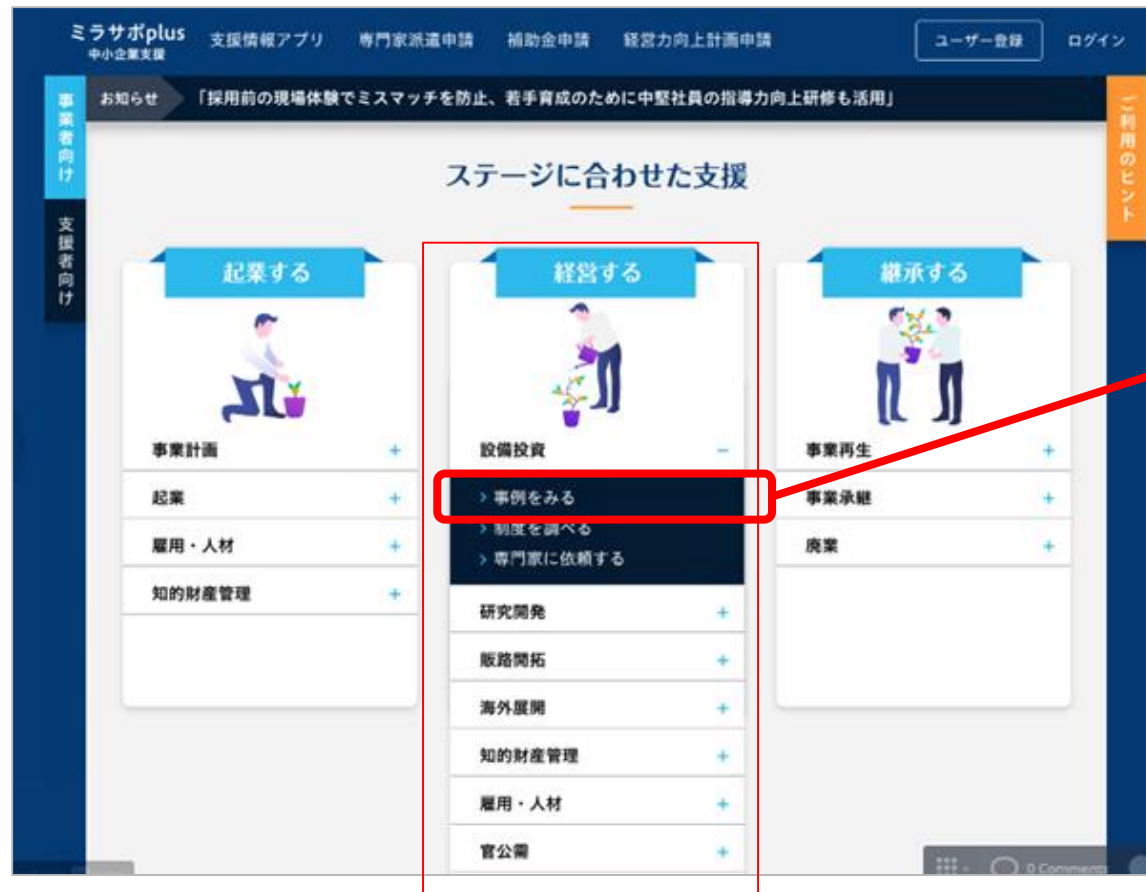 ミラサポplus
中小企業支援
支援情報アプリ 専門家派遣申請 補助金申請 経営力向上計画申請 ユーザー登録 ログイン
事業者向け
支援者向け
お知らせ 「採用前の現場体験でミスマッチを防止、若手育成のために中堅社員の指導力向上研修も活用」
ご利用のヒント
ステージに合わせた支援
起業する
事業計画 +
起業 +
雇用・人材 +
知的財産管理 +
経営する
設備投資 −
> 事例をみる
> 制度を調べる
> 専門家に依頼する
研究開発 +
販路開拓 +
海外展開 +
知的財産管理 +
雇用・人材 +
官公需 +
継承する
事業再生 +
事業承継 +
廃業 +
0 Comments